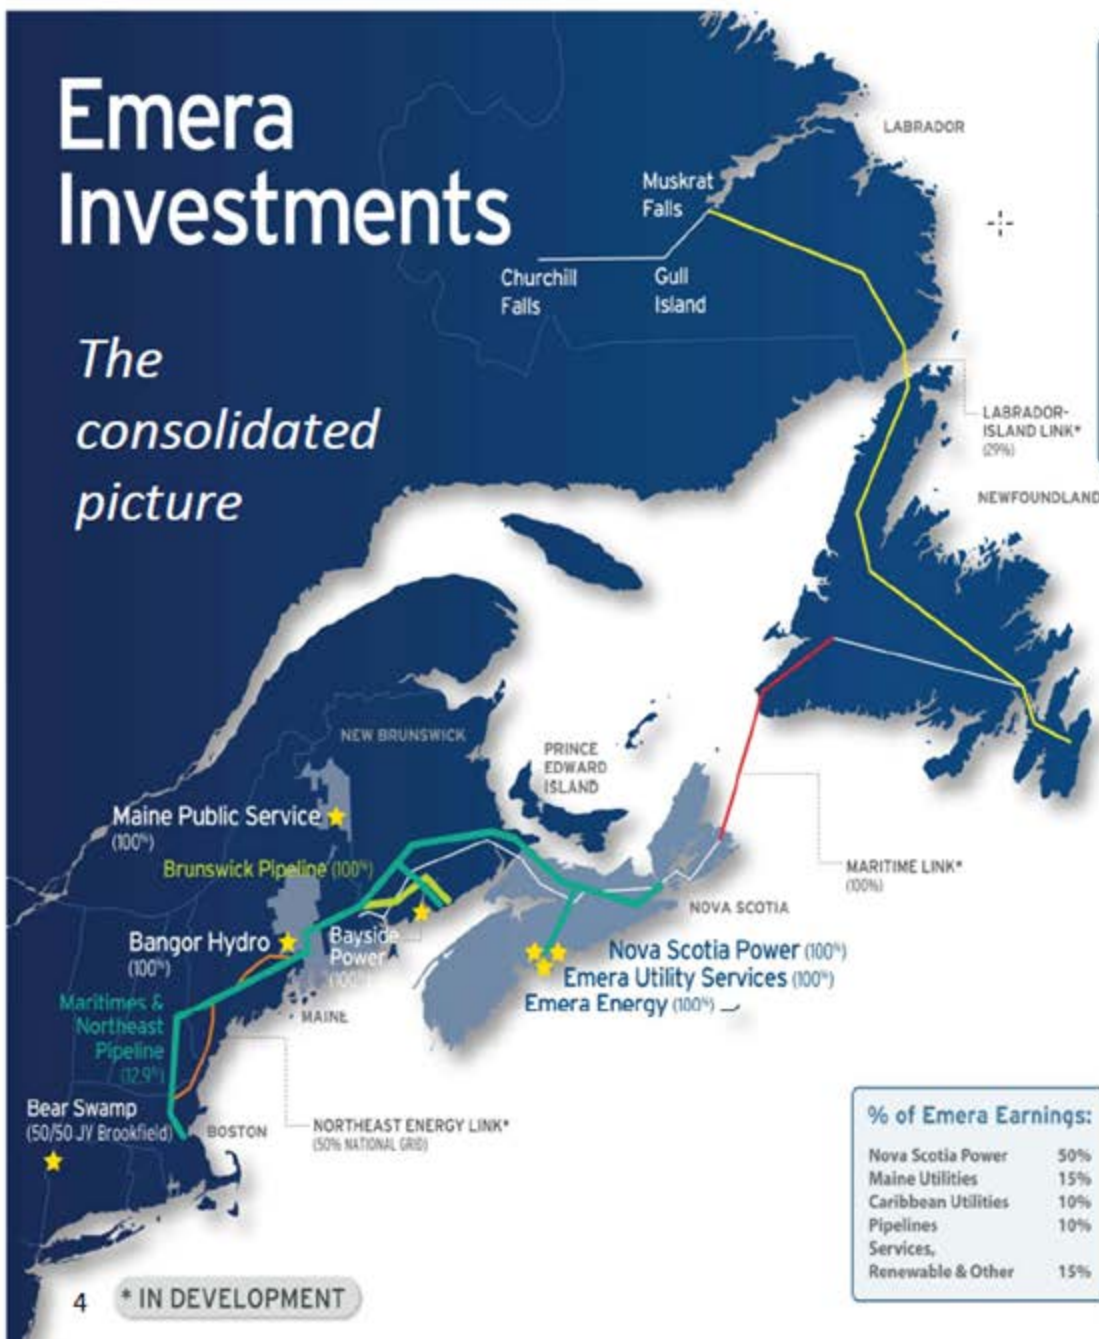 Emera
Investments
The
consolidated
picture
LABRADOR
Muskrat
Falls
Churchill
Falls
Gull
Island
LABRADOR-
ISLAND LINK*
(29%)
NEWFOUNDLAND
NEW BRUNSWICK
PRINCE
EDWARD
ISLAND
Maine Public Service
(100%)
Brunswick Pipeline (100%)
MARITIME LINK*
(100%)
NOVA SCOTIA
Bangor Hydro
(100%)
Bayside
Power
(100%)
Nova Scotia Power (100%)
Emera Utility Services (100%)
Emera Energy (100%)
Maritimes &
Northeast
Pipeline
(12.9%)
MAINE
Bear Swamp
(50/50 JV Brookfield)
BOSTON
NORTHEAST ENERGY LINK*
(50% NATIONAL GRID)
% of Emera Earnings:
Nova Scotia Power 50%
Maine Utilities 15%
Caribbean Utilities 10%
Pipelines 10%
Services,
Renewable & Other 15%
4 * IN DEVELOPMENT